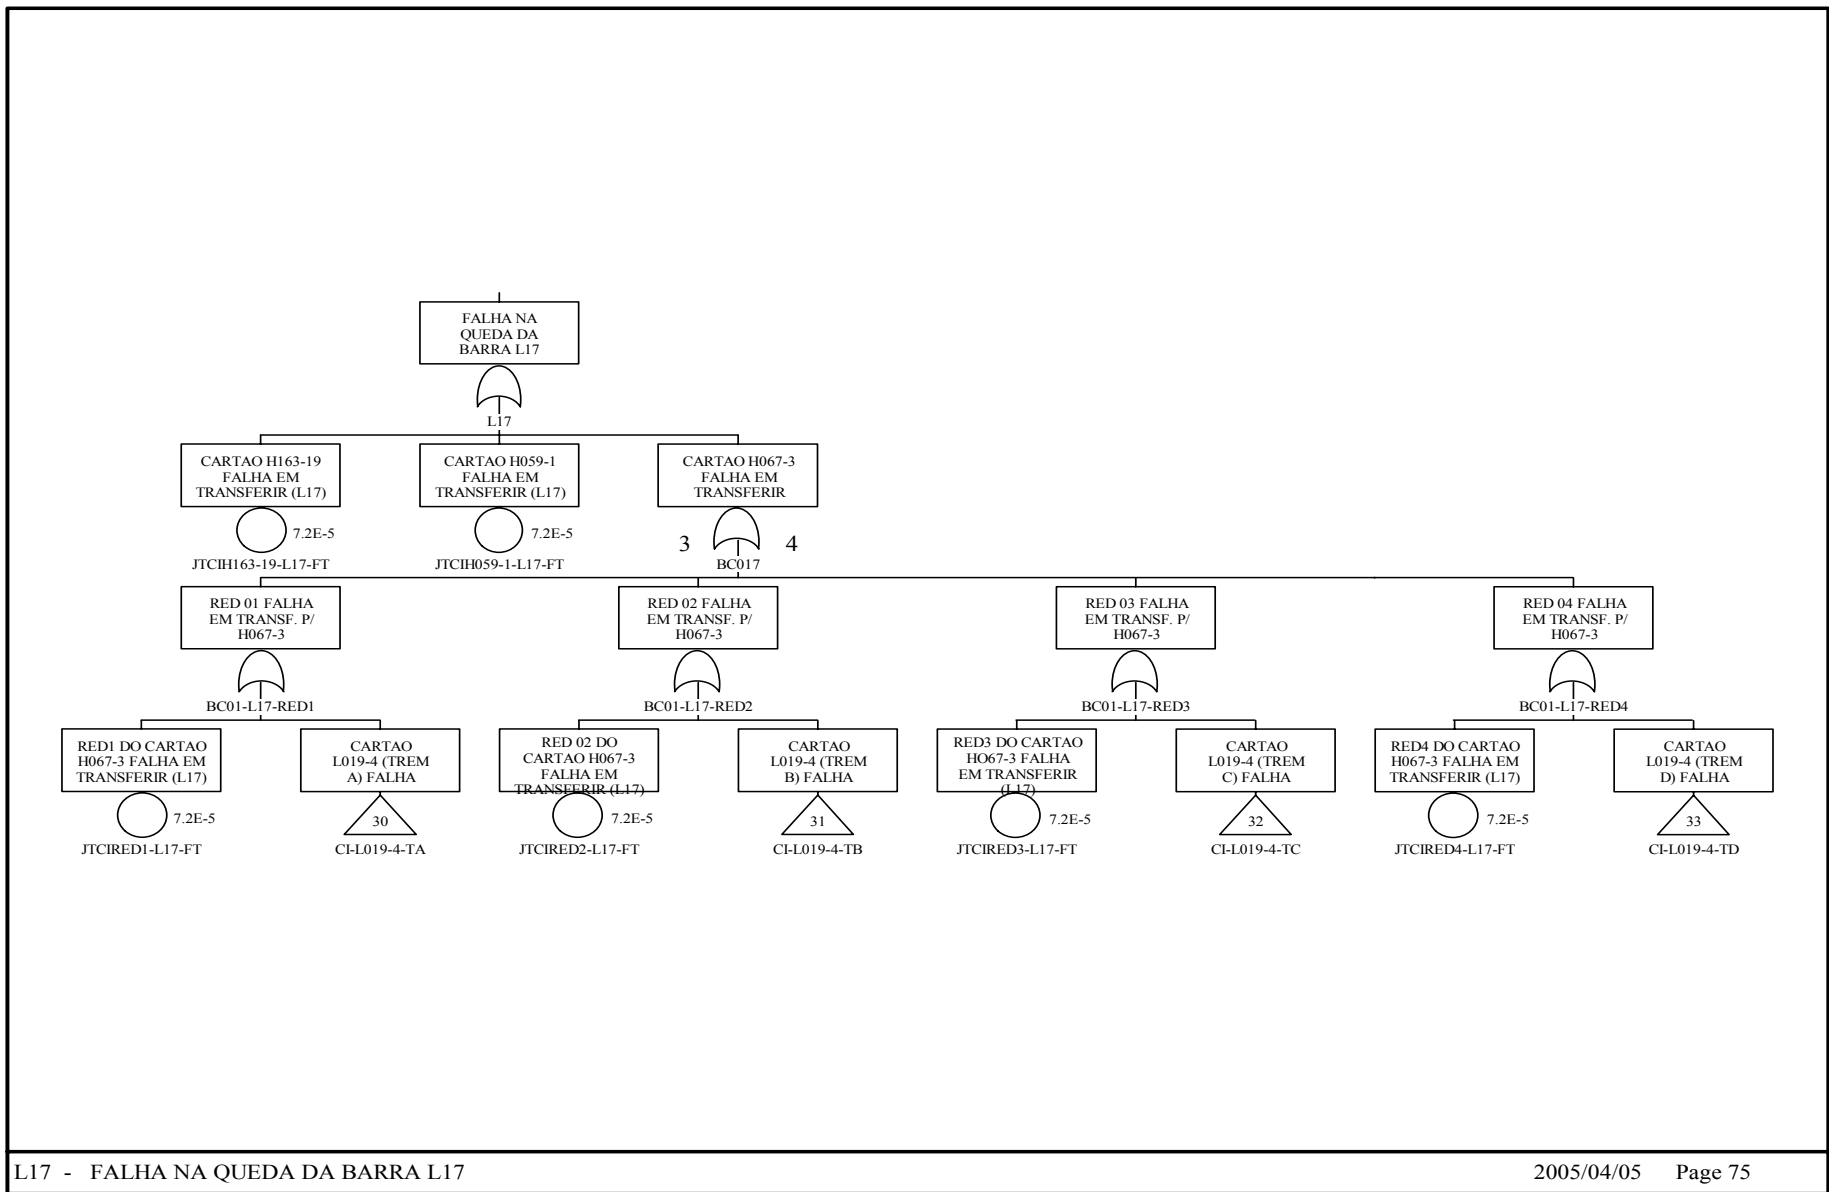 FALHA NA
QUEDA DA
BARRA L17
L17
CARTAO H163-19
FALHA EM
TRANSFERIR (L17)
7.2E-5
JTCIH163-19-L17-FT
CARTAO H059-1
FALHA EM
TRANSFERIR (L17)
7.2E-5
JTCIH059-1-L17-FT
CARTAO H067-3
FALHA EM
TRANSFERIR
3 4
BC017
RED 01 FALHA
EM TRANSF. P/
H067-3
BC01-L17-RED1
RED 02 FALHA
EM TRANSF. P/
H067-3
BC01-L17-RED2
RED 03 FALHA
EM TRANSF. P/
H067-3
BC01-L17-RED3
RED 04 FALHA
EM TRANSF. P/
H067-3
BC01-L17-RED4
RED1 DO CARTAO
H067-3 FALHA EM
TRANSFERIR (L17)
7.2E-5
JTCIRED1-L17-FT
CARTAO
L019-4 (TREM
A) FALHA
30
CI-L019-4-TA
RED 02 DO
CARTAO H067-3
FALHA EM
TRANSFERIR (L17)
7.2E-5
JTCIRED2-L17-FT
CARTAO
L019-4 (TREM
B) FALHA
31
CI-L019-4-TB
RED3 DO CARTAO
HO67-3 FALHA
EM TRANSFERIR
(L17)
7.2E-5
JTCIRED3-L17-FT
CARTAO
L019-4 (TREM
C) FALHA
32
CI-L019-4-TC
RED4 DO CARTAO
H067-3 FALHA EM
TRANSFERIR (L17)
7.2E-5
JTCIRED4-L17-FT
CARTAO
L019-4 (TREM
D) FALHA
33
CI-L019-4-TD
L17 - FALHA NA QUEDA DA BARRA L17
2005/04/05 Page 75